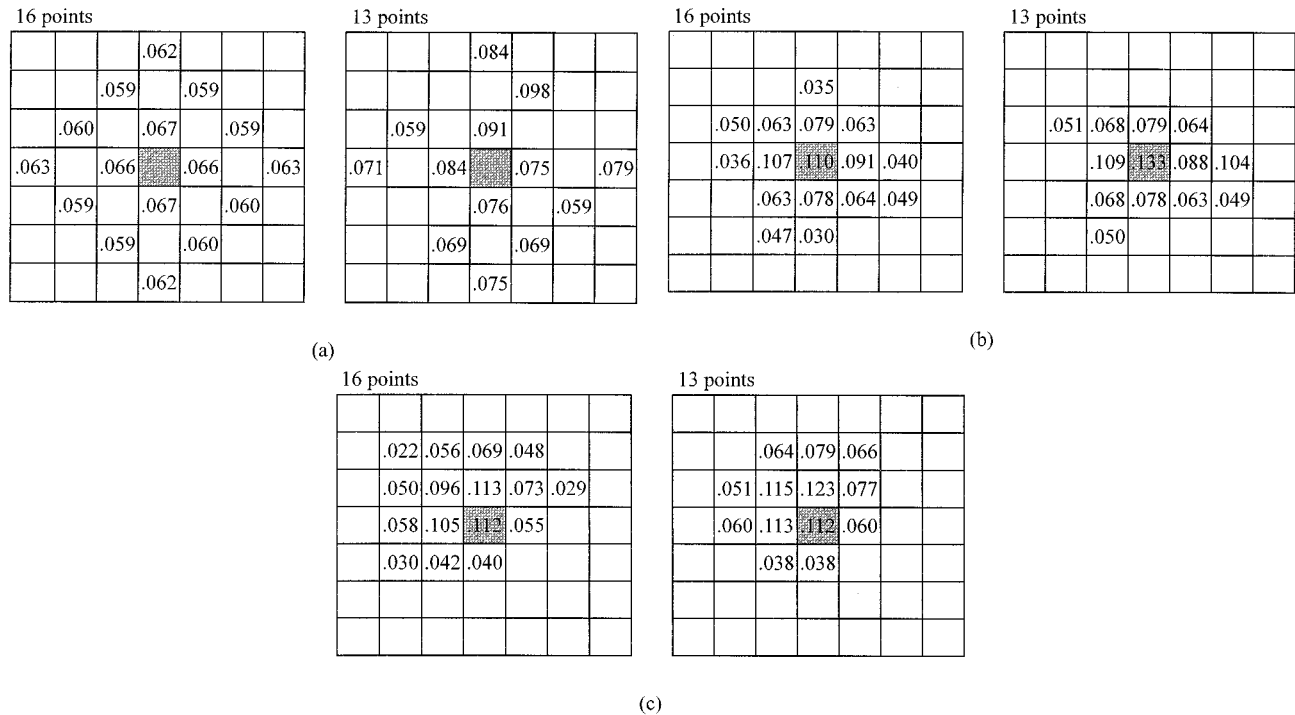 16 points
.062
.059 .059
.060 .067 .059
.063 .066 .066 .063
.059 .067 .060
.059 .060
.062
13 points
.084
.098
.059 .091
.071 .084 .075 .079
.076 .059
.069 .069
.075
(a)
16 points
.035
.050 .063 .079 .063
.036 .107 .110 .091 .040
.063 .078 .064 .049
.047 .030
13 points
.051 .068 .079 .064
.109 .133 .088 .104
.068 .078 .063 .049
.050
(b)
16 points
.022 .056 .069 .048
.050 .096 .113 .073 .029
.058 .105 .112 .055
.030 .042 .040
13 points
.064 .079 .066
.051 .115 .123 .077
.060 .113 .112 .060
.038 .038
(c)